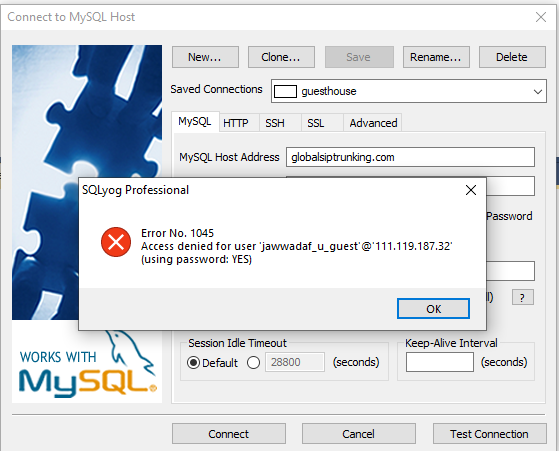 Connect to MySQL Host
New... Clone... Save Rename... Delete
Saved Connections guesthouse
MySQL HTTP SSH SSL Advanced
MySQL Host Address globalsiptrunking.com
Password
SQLyog Professional
Error No. 1045
Access denied for user 'jawwadaf_u_guest'@'111.119.187.32'
(using password: YES)
OK
?
WORKS WITH
MySQL®
Session Idle Timeout
Default 28800 (seconds)
Keep-Alive Interval
(seconds)
Connect Cancel Test Connection